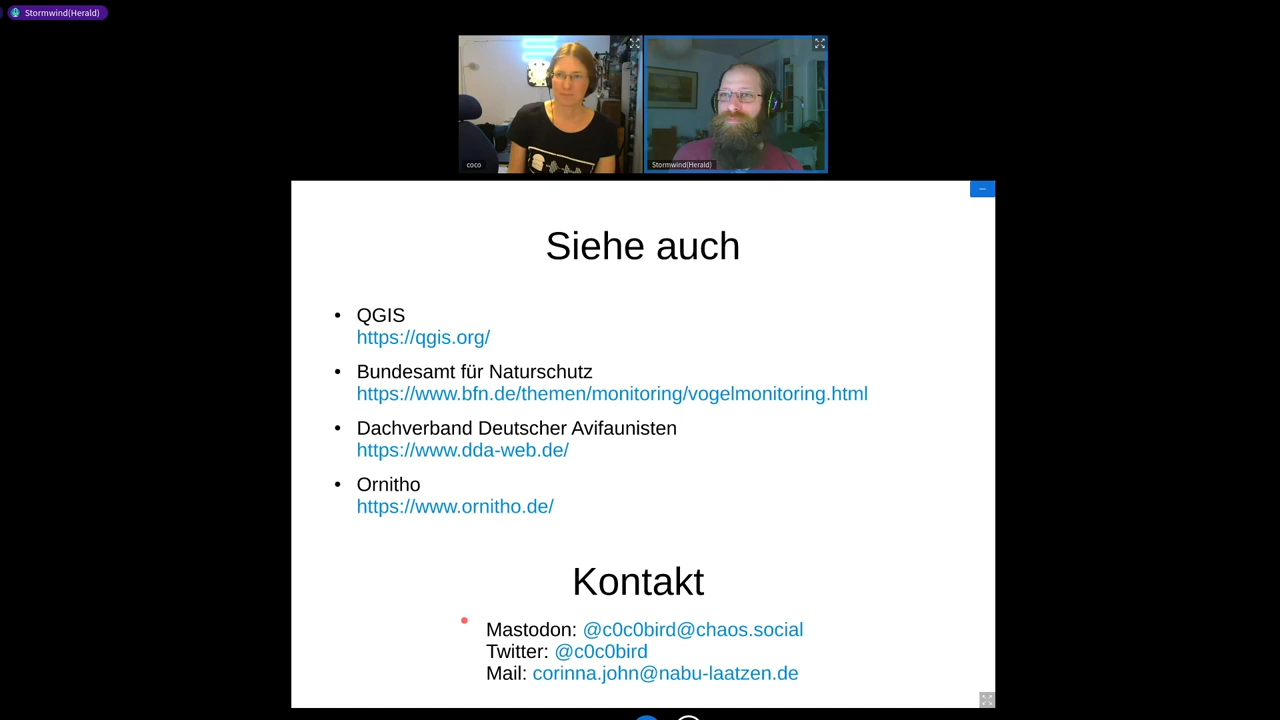 Stormwind(Herald)
coco
Stormwind(Herald)
Siehe auch
• QGIS
https://qgis.org/
• Bundesamt für Naturschutz
https://www.bfn.de/themen/monitoring/vogelmonitoring.html
• Dachverband Deutscher Avifaunisten
https://www.dda-web.de/
• Ornitho
https://www.ornitho.de/
Kontakt
Mastodon: @c0c0bird@chaos.social
Twitter: @c0c0bird
Mail: corinna.john@nabu-laatzen.de